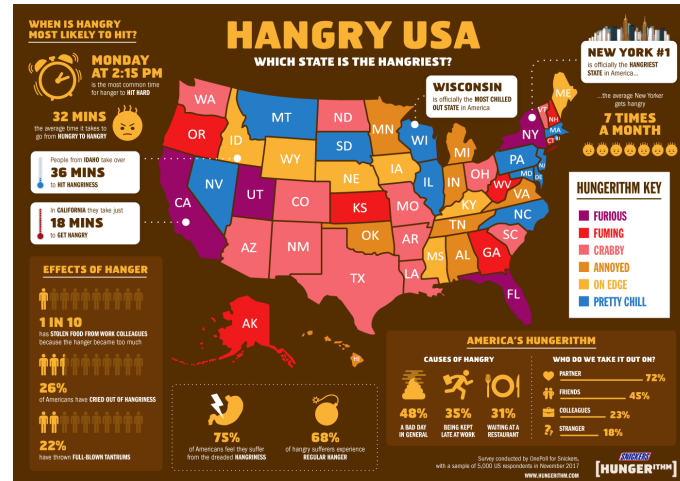 HANGRY USA
WHICH STATE IS THE HANGRIEST?
WHEN IS HANGRY
MOST LIKELY TO HIT?
MONDAY
AT 2:15 PM
is the most common time
for hanger to HIT HARD
32 MINS
the average time it takes to
go from HUNGRY TO HANGRY
People from IDAHO take over
36 MINS
to HIT HANGRINESS
In CALIFORNIA they take just
18 MINS
to GET HANGRY
EFFECTS OF HANGER
1 IN 10
has STOLEN FOOD FROM WORK COLLEAGUES
because the hanger became too much
26%
of Americans have CRIED OUT OF HANGRINESS
22%
have thrown FULL-BLOWN TANTRUMS
WISCONSIN
is officially the MOST CHILLED
OUT STATE in America
NEW YORK #1
is officially the HANGRIEST
STATE in America...
...the average New Yorker
gets hangry
7 TIMES
A MONTH
WA
OR
ID
MT
ND
MN
WI
MI
NY
VT
NH
ME
MA
CT
RI
CA
NV
UT
WY
SD
NE
IA
IL
IN
OH
PA
NJ
MD
DE
WV
VA
CO
KS
MO
KY
NC
TN
AZ
NM
OK
AR
SC
TX
LA
MS
AL
GA
FL
AK
HI
HUNGERITHM KEY
FURIOUS
FUMING
CRABBY
ANNOYED
ON EDGE
PRETTY CHILL
75%
of Americans feel they suffer
from the dreaded HANGRINESS
68%
of hangry sufferers experience
REGULAR HANGER
AMERICA'S HUNGERITHM
CAUSES OF HANGRY
48%
A BAD DAY
IN GENERAL
35%
BEING KEPT
LATE AT WORK
31%
WAITING AT A
RESTAURANT
WHO DO WE TAKE IT OUT ON?
PARTNER
72%
FRIENDS
45%
COLLEAGUES
23%
STRANGER
18%
Survey conducted by OnePoll for Snickers,
with a sample of 5,000 US respondents in November 2017
WWW.HUNGERITHM.COM
SNICKERS
[HUNGERITHM]